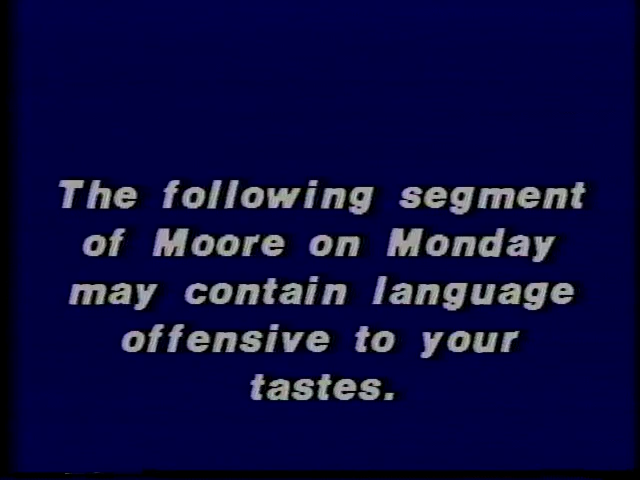 The following segment
of Moore on Monday
may contain language
offensive to your
tastes.